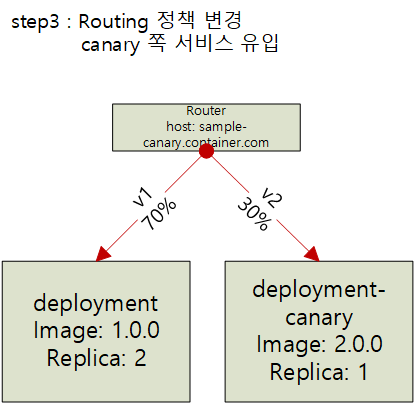 step3 : Routing 정책 변경
canary 쪽 서비스 유입
Router
host: sample-
canary.container.com
v1
70%
v2
30%
deployment
Image: 1.0.0
Replica: 2
deployment-
canary
Image: 2.0.0
Replica: 1